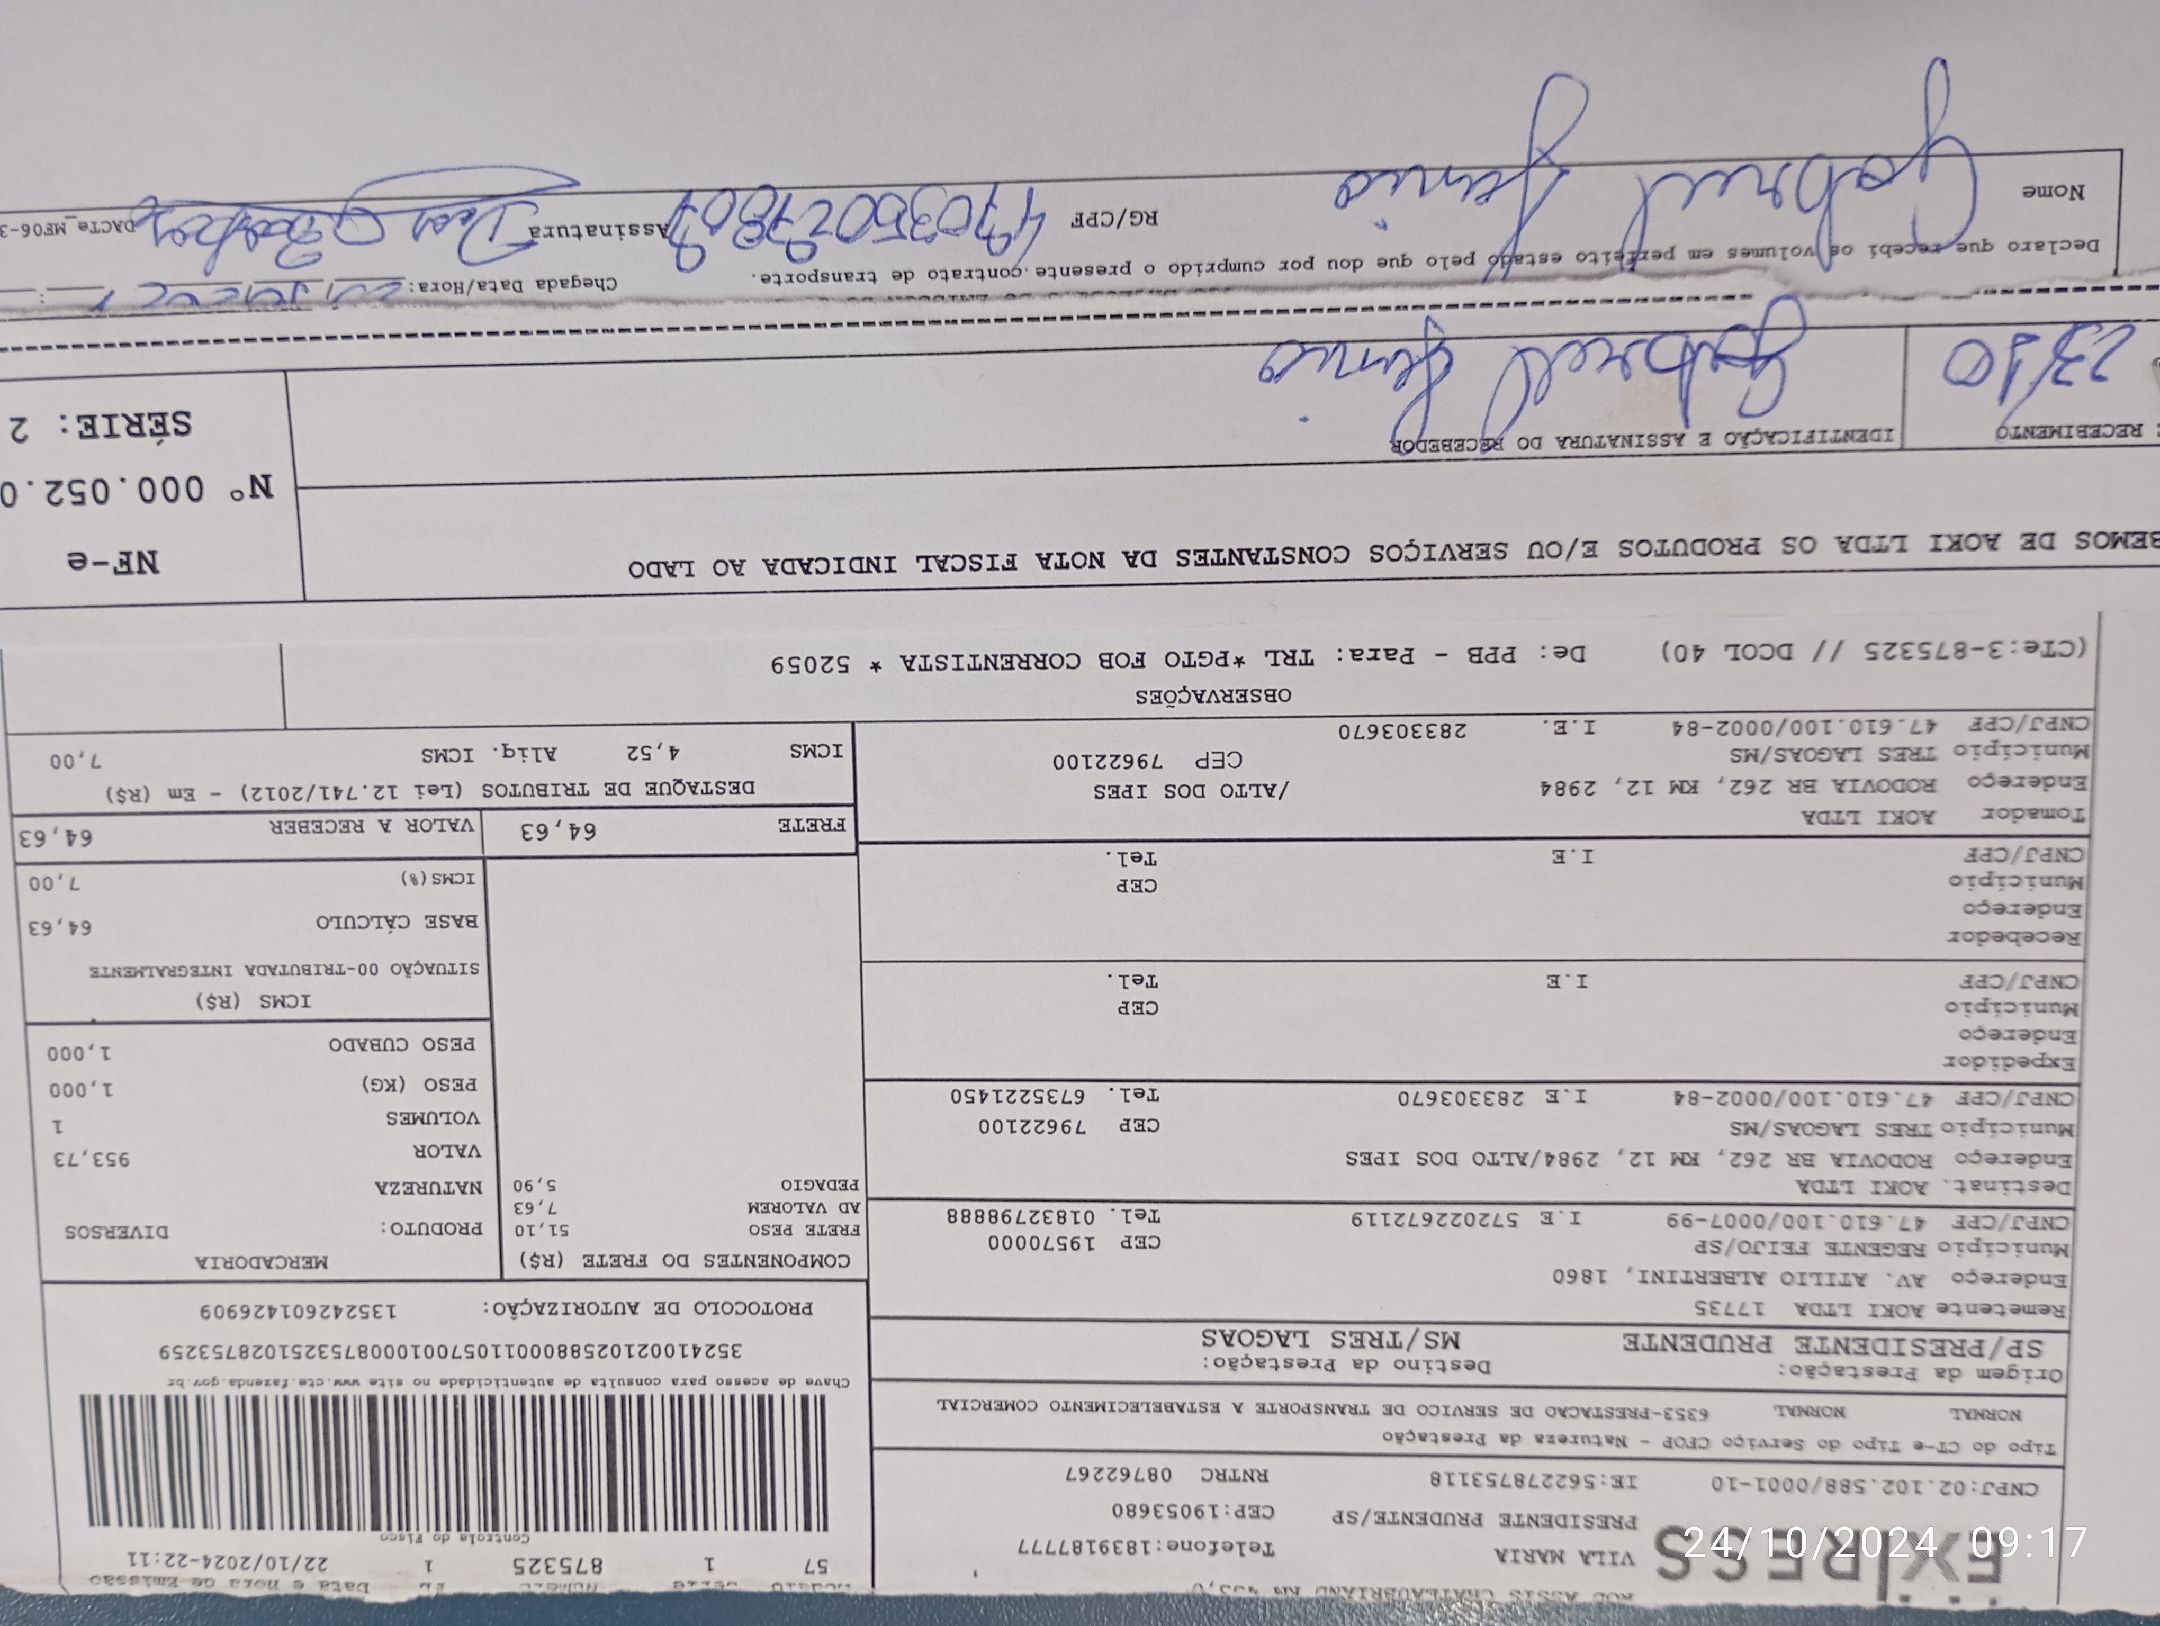 EXPRESS
VILA MARIA Telefone:1839187777
PRESIDENTE PRUDENTE/SP CEP:19053680
CNPJ:02.102.588/0001-10 IE:562278753118 RNTRC 08762267
57 1 875325 1 22/10/2024-22:11
Controle do Fisco
Tipo do CT-e Tipo do Serviço CFOP - Natureza da Prestação
NORMAL NORMAL 6353-PRESTACAO DE SERVICO DE TRANSPORTE A ESTABELECIMENTO COMERCIAL
Chave de acesso para consulta de autenticidade no site www.cte.fazenda.gov.br
35241002102588000110570010008753251028753259
PROTOCOLO DE AUTORIZAÇÃO: 135242601426909
Origem da Prestação: Destino da Prestação:
SP/PRESIDENTE PRUDENTE MS/TRES LAGOAS
Remetente AOKI LTDA 17735
Endereço AV. ATILIO ALBERTINI, 1860
Município REGENTE FEIJO/SP CEP 19570000
CNPJ/CPF 47.610.100/0007-99 I.E 572022672119 Tel. 01832798888
Destinat. AOKI LTDA
Endereço RODOVIA BR 262, KM 12, 2984/ALTO DOS IPES
Município TRES LAGOAS/MS CEP 79622100
CNPJ/CPF 47.610.100/0002-84 I.E 283303670 Tel. 6735221450
Expedidor
Endereço
Município CEP
CNPJ/CPF I.E Tel.
Recebedor
Endereço
Município CEP
CNPJ/CPF I.E Tel.
Tomador AOKI LTDA
Endereço RODOVIA BR 262, KM 12, 2984 /ALTO DOS IPES
Município TRES LAGOAS/MS CEP 79622100
CNPJ/CPF 47.610.100/0002-84 I.E. 283303670
COMPONENTES DO FRETE (R$)
FRETE PESO 51,10
AD VALOREM 7,63
PEDAGIO 5,90
MERCADORIA
PRODUTO: DIVERSOS
NATUREZA
VALOR 953,73
VOLUMES 1
PESO (KG) 1,000
PESO CUBADO 1,000
ICMS (R$)
SITUAÇÃO 00-TRIBUTADA INTEGRALMENTE
BASE CÁLCULO 64,63
ICMS(%) 7,00
FRETE 64,63 VALOR A RECEBER 64,63
DESTAQUE DE TRIBUTOS (Lei 12.741/2012) - Em (R$)
ICMS 4,52 Aliq. ICMS 7,00
OBSERVAÇÕES
(CTe:3-875325 // DCOL 40) De: PPB - Para: TRL *PGTO FOB CORRENTISTA * 52059
BEMOS DE AOKI LTDA OS PRODUTOS E/OU SERVIÇOS CONSTANTES DA NOTA FISCAL INDICADA AO LADO
NF-e
Nº 000.052.0
SÉRIE: 2
RECEBIMENTO IDENTIFICAÇÃO E ASSINATURA DO RECEBEDOR
23/10 Gabriel Junio
Declaro que recebi os volumes em perfeito estado pelo que dou por cumprido o presente contrato de transporte. Chegada Data/Hora:
Nome Gabriel Junio RG/CPF 47035027807 Assinatura DACTe_MF06-3
24/10/2024 09:17